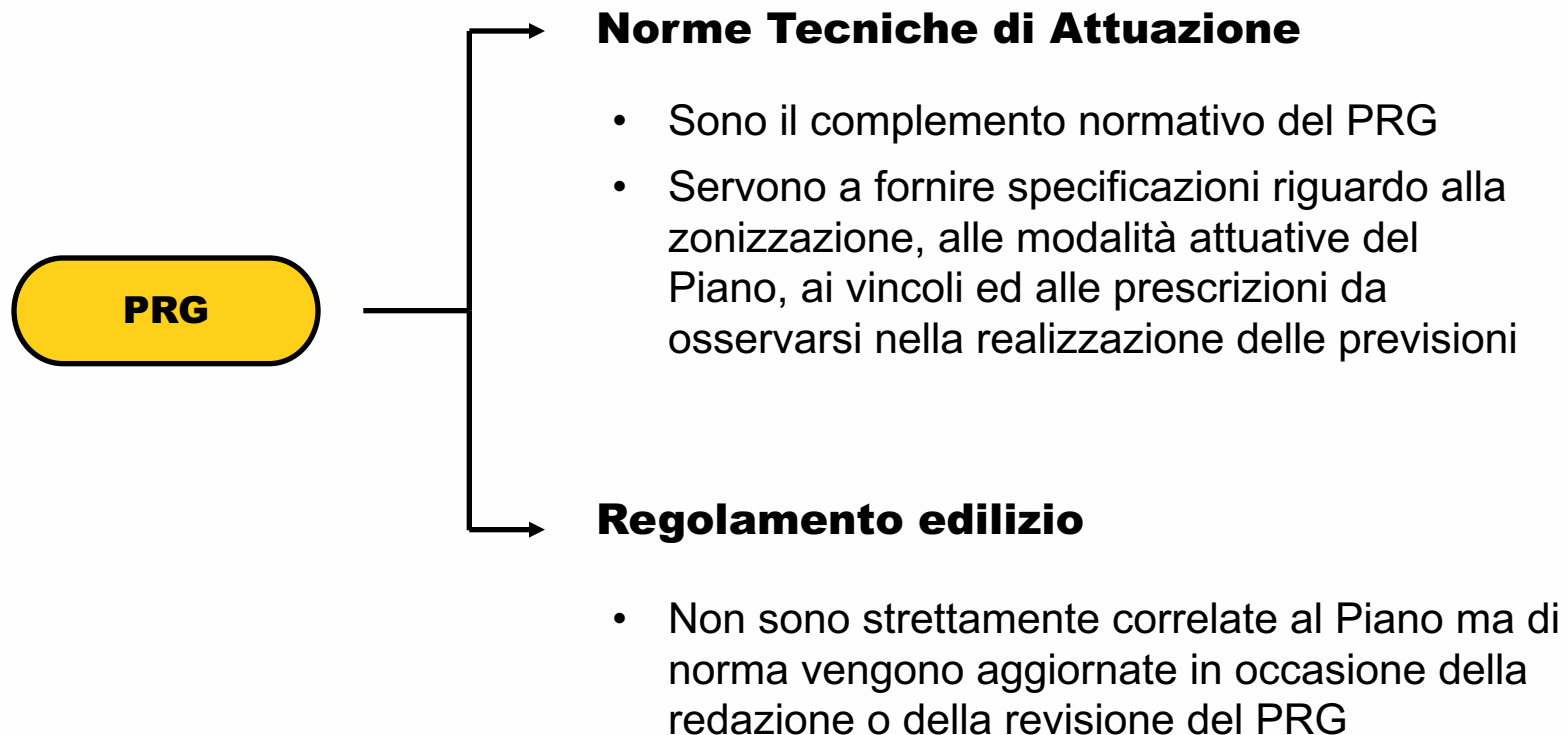 Norme Tecniche di Attuazione
• Sono il complemento normativo del PRG
• Servono a fornire specificazioni riguardo alla
zonizzazione, alle modalità attuative del
Piano, ai vincoli ed alle prescrizioni da
osservarsi nella realizzazione delle previsioni
PRG
Regolamento edilizio
• Non sono strettamente correlate al Piano ma di
norma vengono aggiornate in occasione della
redazione o della revisione del PRG